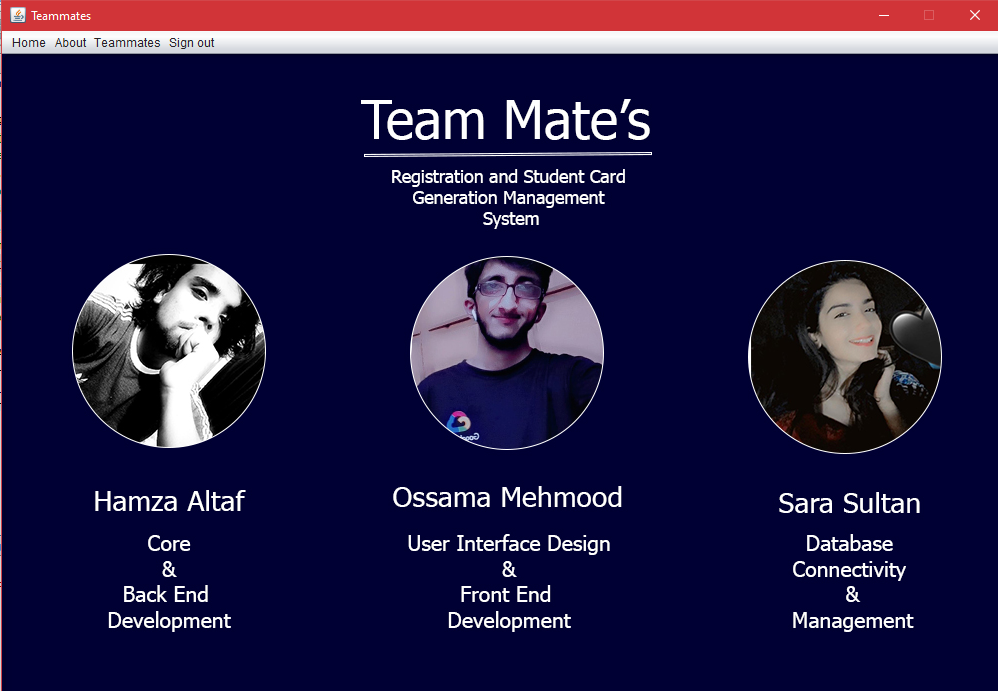 Teammates
Home About Teammates Sign out
Team Mate’s
Registration and Student Card
Generation Management
System
Hamza Altaf
Core
&
Back End
Development
Ossama Mehmood
User Interface Design
&
Front End
Development
Sara Sultan
Database
Connectivity
&
Management